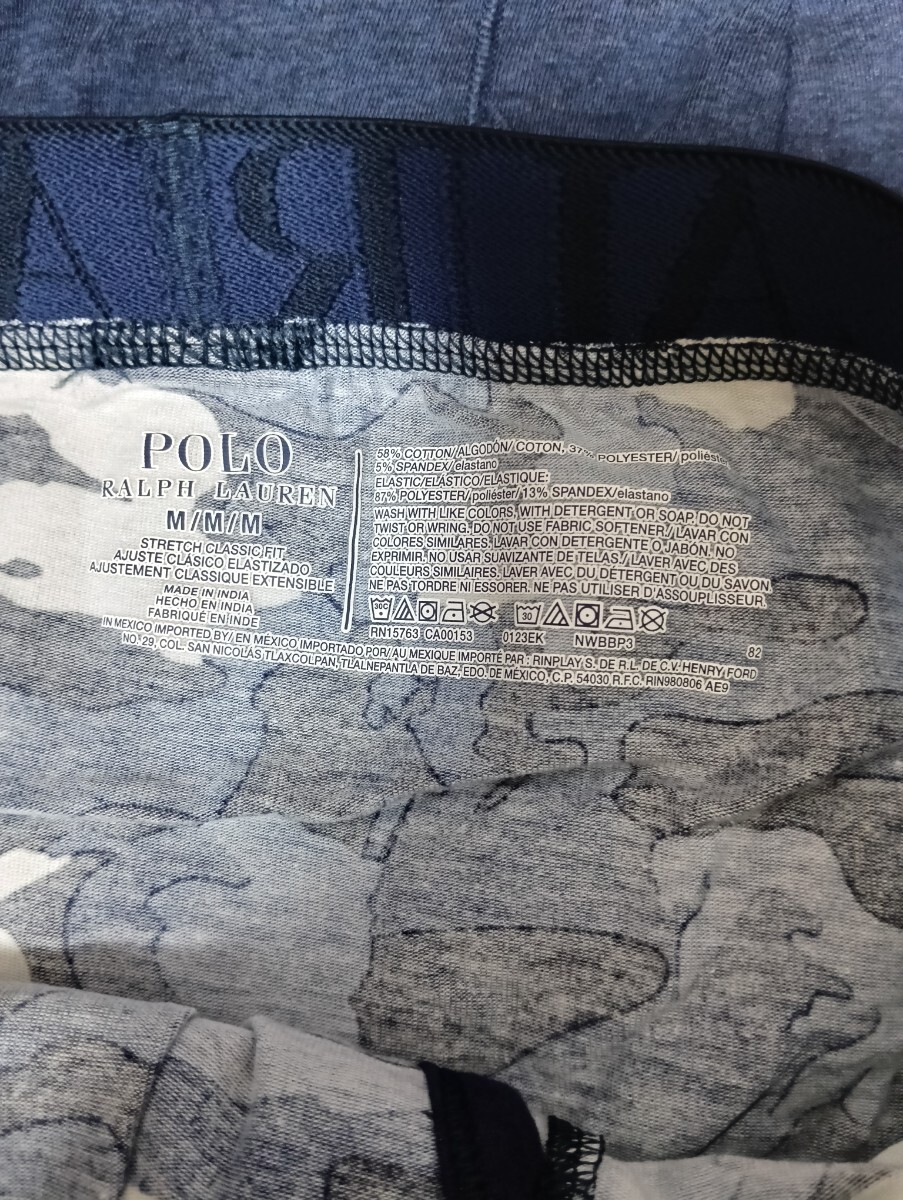 POLO
RALPH LAUREN
M/M/M
STRETCH CLASSIC FIT
AJUSTE CLÁSICO ELASTIZADO
AJUSTEMENT CLASSIQUE EXTENSIBLE
MADE IN INDIA
HECHO EN INDIA
FABRIQUÉ EN INDE
58% COTTON/ALGODÓN/ COTON, 37% POLYESTER/ poliéster
5% SPANDEX/ elastano
ELASTIC/ELÁSTICO/ELASTIQUE:
87% POLYESTER/ poliéster/ 13% SPANDEX/elastano
WASH WITH LIKE COLORS, WITH DETERGENT OR SOAP. DO NOT
TWIST OR WRING. DO NOT USE FABRIC SOFTENER./ LAVAR CON
COLORES SIMILARES. LAVAR CON DETERGENTE O JABÓN. NO
EXPRIMIR. NO USAR SUAVIZANTE DE TELAS./ LAVER AVEC DES
COULEURS SIMILAIRES. LAVER AVEC DU DÉTERGENT OU DU SAVON
NE PAS TORDRE NI ESSORER. NE PAS UTILISER D'ASSOUPLISSEUR.
30C 30
RN15763 CA00153 0123EK NWBBP3 82
IN MEXICO IMPORTED BY/ EN MÉXICO IMPORTADO POR/ AU MEXIQUE IMPORTÉ PAR : RINPLAY S. DE R.L. DE C.V. HENRY FORD
NO. 29, COL. SAN NICOLÁS TLAXCOLPAN, TLALNEPANTLA DE BAZ, EDO. DE MÉXICO, C.P. 54030 R.F.C. RIN980806 AE9